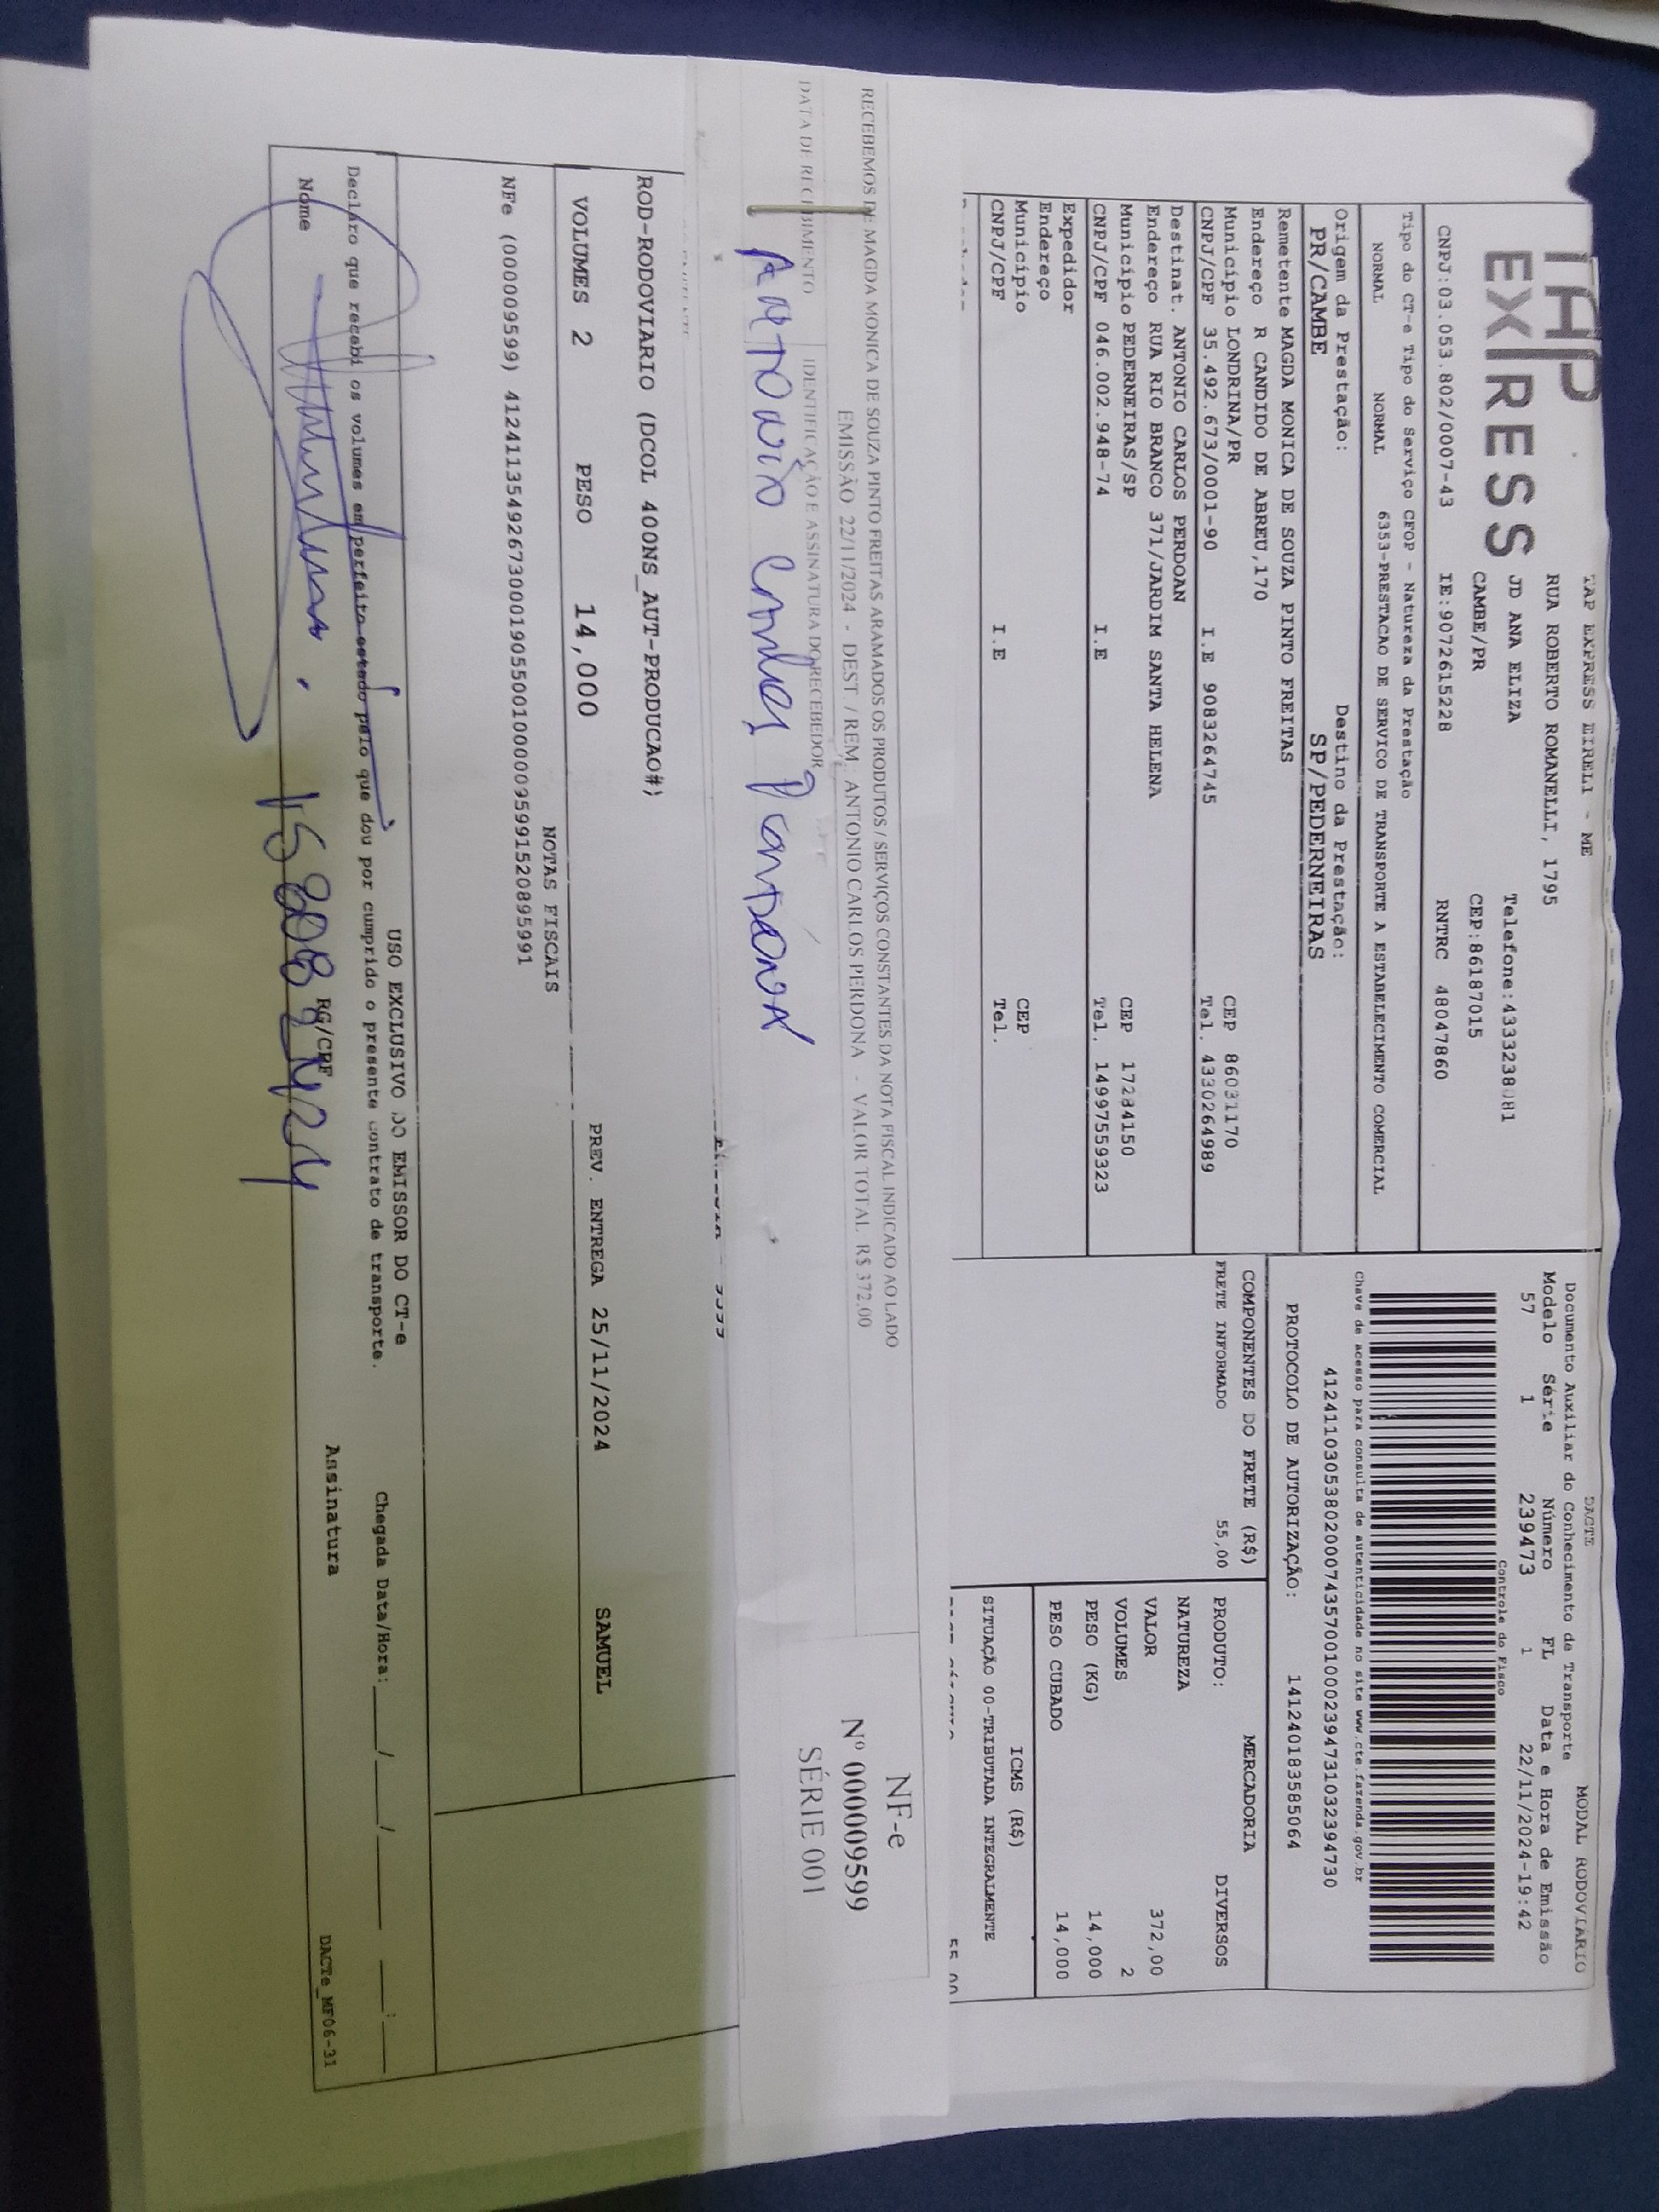 TAP
EXPRESS
TAP EXPRESS EIRELI - ME
RUA ROBERTO ROMANELLI, 1795
JD ANA ELIZA Telefone:4333238081
CAMBE/PR CEP:86187015
CNPJ:03.053.802/0007-43 IE:9072615228 RNTRC 48047860
Tipo do CT-e Tipo do Serviço CFOP - Natureza da Prestação
NORMAL NORMAL 6353-PRESTACAO DE SERVICO DE TRANSPORTE A ESTABELECIMENTO COMERCIAL
Origem da Prestação: Destino da Prestação:
PR/CAMBE SP/PEDERNEIRAS
Remetente MAGDA MONICA DE SOUZA PINTO FREITAS
Endereço R CANDIDO DE ABREU,170
Município LONDRINA/PR CEP 86031170
CNPJ/CPF 35.492.673/0001-90 I.E 9083264745 Tel. 4330264989
Destinat. ANTONIO CARLOS PERDOAN
Endereço RUA RIO BRANCO 371/JARDIM SANTA HELENA
Município PEDERNEIRAS/SP CEP 17284150
CNPJ/CPF 046.002.948-74 I.E Tel. 14997559323
Expedidor
Endereço
Município CEP
CNPJ/CPF I.E Tel.
DACTE MODAL RODOVIARIO
Documento Auxiliar do Conhecimento de Transporte
Modelo Série Número FL Data e Hora de Emissão
57 1 239473 1 22/11/2024-19:42
Controle do Fisco
Chave de acesso para consulta de autenticidade no site www.cte.fazenda.gov.br
41241103053802000743570010002394731032394730
PROTOCOLO DE AUTORIZAÇÃO: 141240183585064
COMPONENTES DO FRETE (R$)
FRETE INFORMADO 55,00
MERCADORIA
PRODUTO: DIVERSOS
NATUREZA
VALOR 372,00
VOLUMES 2
PESO (KG) 14,000
PESO CUBADO 14,000
ICMS (R$)
SITUAÇÃO 00-TRIBUTADA INTEGRALMENTE
55,00
RECEBEMOS DE MAGDA MONICA DE SOUZA PINTO FREITAS ARAMADOS OS PRODUTOS / SERVIÇOS CONSTANTES DA NOTA FISCAL INDICADO AO LADO
EMISSÃO 22/11/2024 - DEST / REM: ANTONIO CARLOS PERDONA - VALOR TOTAL R$ 372,00
DATA DE RECEBIMENTO IDENTIFICAÇÃO E ASSINATURA DO RECEBEDOR
Antonio Carlos Perdona
NF-e
Nº 000009599
SÉRIE 001
ROD-RODOVIARIO (DCOL 400NS_AUT-PRODUCAO#)
VOLUMES 2 PESO 14,000 PREV. ENTREGA 25/11/2024 SAMUEL
NOTAS FISCAIS
NFe (000009599) 41241135492673000190550010000095991520895991
USO EXCLUSIVO DO EMISSOR DO CT-e
Declaro que recebi os volumes em perfeito estado pelo que dou por cumprido o presente contrato de transporte. Chegada Data/Hora:___/___/_____ ___:___
Nome RG/CPF Assinatura
DACTe_MF06-31